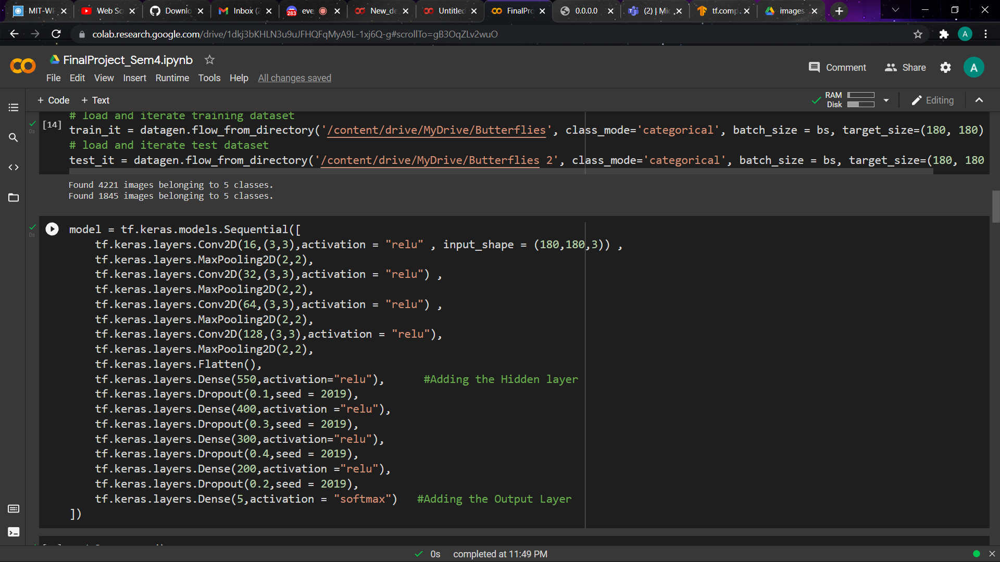 MIT-WP
Web Sc
Downlo
Inbox (2
283
eve
New_de
Untitled
FinalPro
0.0.0.0
(2) | Mic
tf.comp
images
colab.research.google.com/drive/1dkj3bKHLN3u9uJFHQFqMyA9L-1xj6Q-g#scrollTo=gB3OqZLv2wuO
A
FinalProject_Sem4.ipynb
Comment
Share
A
File Edit View Insert Runtime Tools Help All changes saved
+ Code + Text
RAM
Disk
Editing
# load and iterate training dataset
[14]
0s
train_it = datagen.flow_from_directory('/content/drive/MyDrive/Butterflies', class_mode='categorical', batch_size = bs, target_size=(180, 180)
# load and iterate test dataset
test_it = datagen.flow_from_directory('/content/drive/MyDrive/Butterflies 2', class_mode='categorical', batch_size = bs, target_size=(180, 180
Found 4221 images belonging to 5 classes.
Found 1845 images belonging to 5 classes.
0s
model = tf.keras.models.Sequential([
    tf.keras.layers.Conv2D(16,(3,3),activation = "relu" , input_shape = (180,180,3)) ,
    tf.keras.layers.MaxPooling2D(2,2),
    tf.keras.layers.Conv2D(32,(3,3),activation = "relu") ,
    tf.keras.layers.MaxPooling2D(2,2),
    tf.keras.layers.Conv2D(64,(3,3),activation = "relu") ,
    tf.keras.layers.MaxPooling2D(2,2),
    tf.keras.layers.Conv2D(128,(3,3),activation = "relu"),
    tf.keras.layers.MaxPooling2D(2,2),
    tf.keras.layers.Flatten(),
    tf.keras.layers.Dense(550,activation="relu"),      #Adding the Hidden layer
    tf.keras.layers.Dropout(0.1,seed = 2019),
    tf.keras.layers.Dense(400,activation ="relu"),
    tf.keras.layers.Dropout(0.3,seed = 2019),
    tf.keras.layers.Dense(300,activation="relu"),
    tf.keras.layers.Dropout(0.4,seed = 2019),
    tf.keras.layers.Dense(200,activation ="relu"),
    tf.keras.layers.Dropout(0.2,seed = 2019),
    tf.keras.layers.Dense(5,activation = "softmax")   #Adding the Output Layer
])
0s completed at 11:49 PM